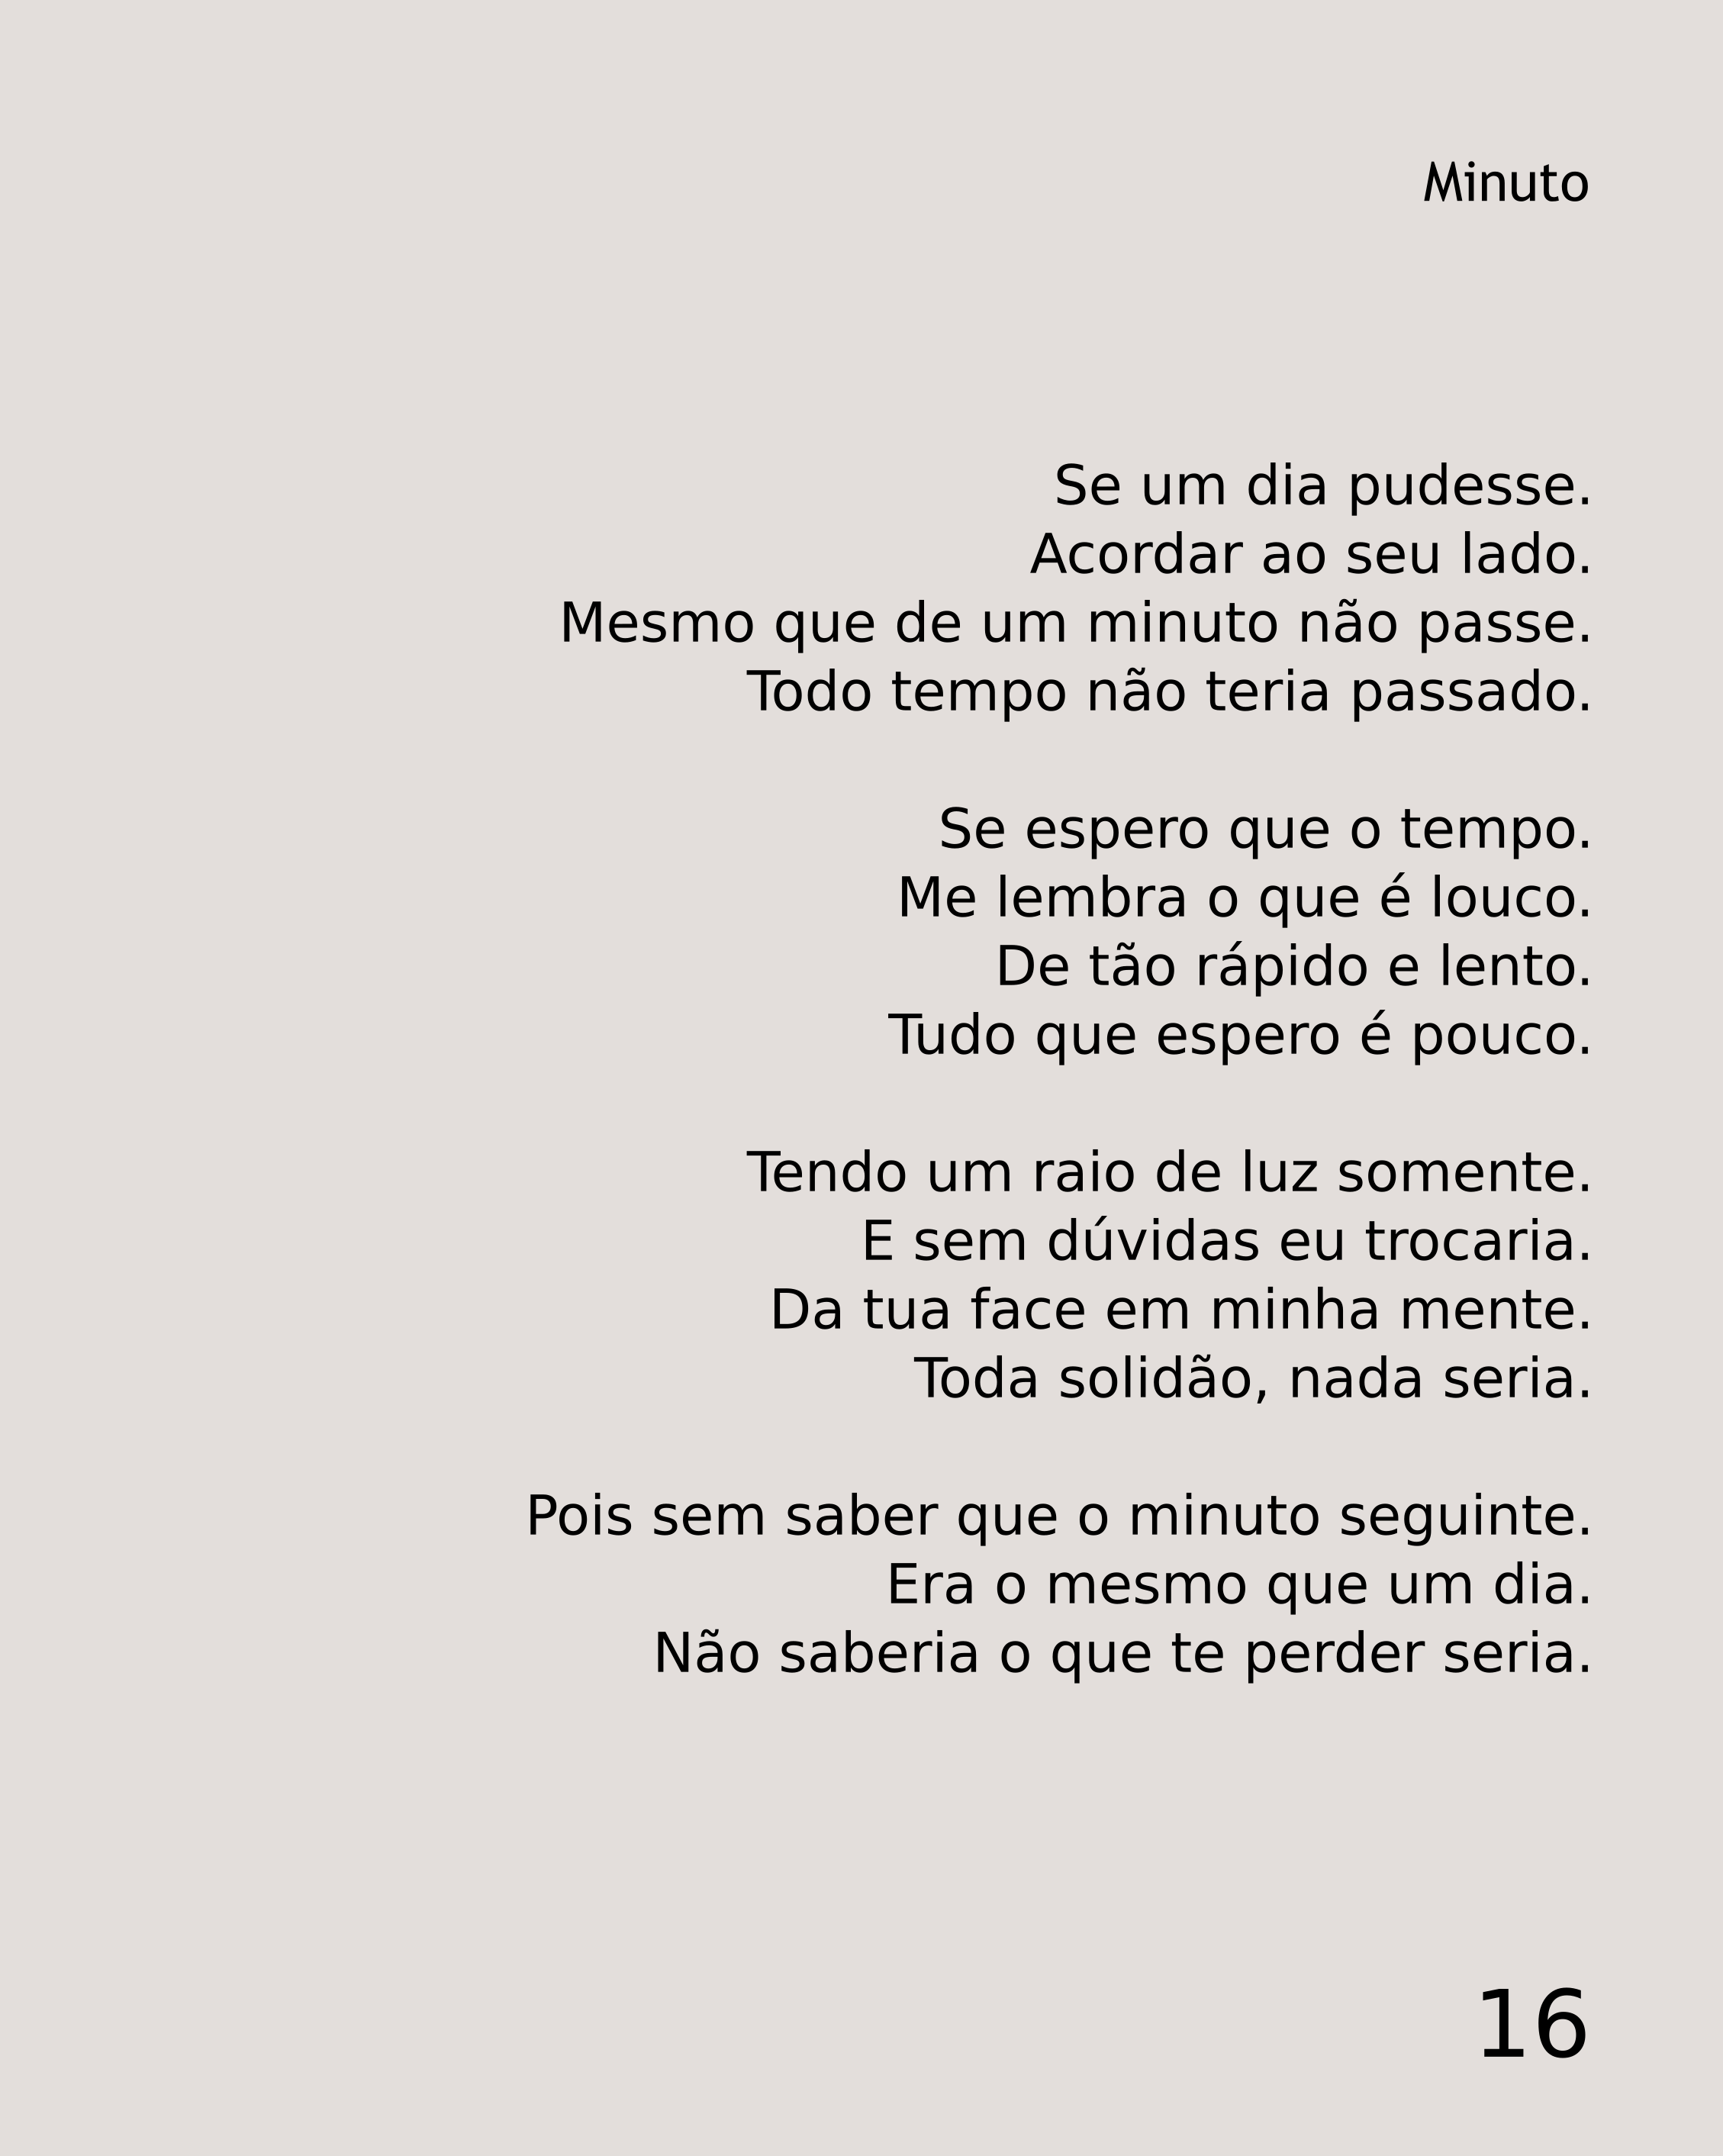 Minuto
Se um dia pudesse.
Acordar ao seu lado.
Mesmo que de um minuto não passe.
Todo tempo não teria passado.
Se espero que o tempo.
Me lembra o que é louco.
De tão rápido e lento.
Tudo que espero é pouco.
Tendo um raio de luz somente.
E sem dúvidas eu trocaria.
Da tua face em minha mente.
Toda solidão, nada seria.
Pois sem saber que o minuto seguinte.
Era o mesmo que um dia.
Não saberia o que te perder seria.
16